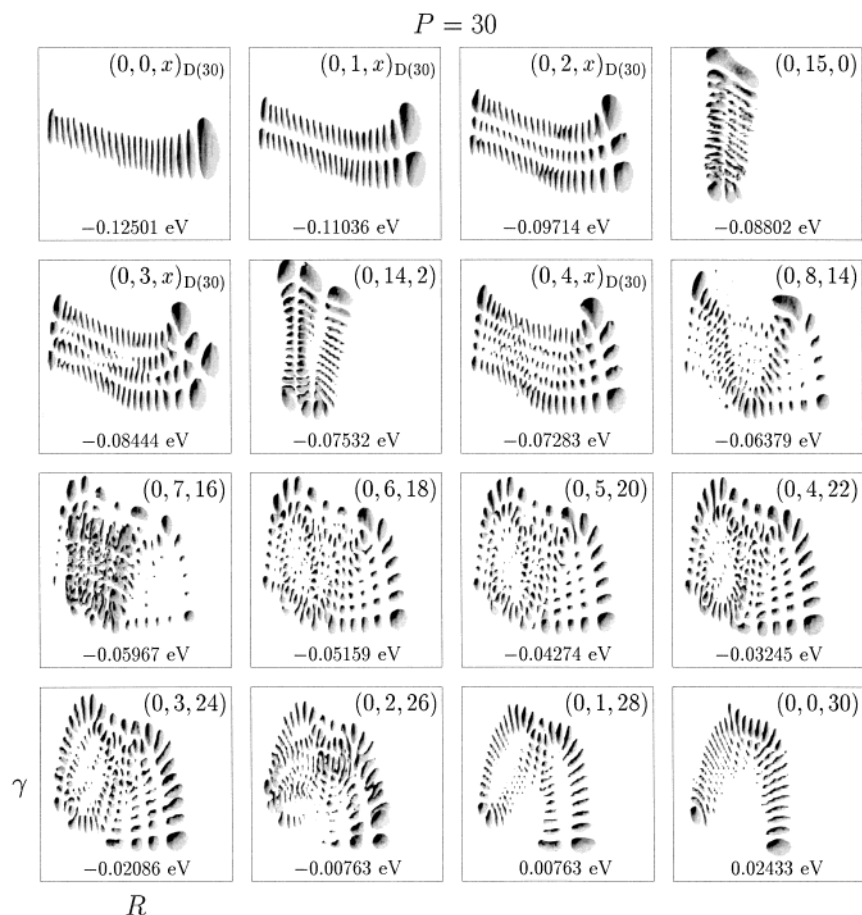 P = 30
(0, 0, x)D(30)
(0, 1, x)D(30)
(0, 2, x)D(30)
(0, 15, 0)
−0.12501 eV
−0.11036 eV
−0.09714 eV
−0.08802 eV
(0, 3, x)D(30)
(0, 14, 2)
(0, 4, x)D(30)
(0, 8, 14)
−0.08444 eV
−0.07532 eV
−0.07283 eV
−0.06379 eV
(0, 7, 16)
(0, 6, 18)
(0, 5, 20)
(0, 4, 22)
−0.05967 eV
−0.05159 eV
−0.04274 eV
−0.03245 eV
(0, 3, 24)
(0, 2, 26)
(0, 1, 28)
(0, 0, 30)
γ
−0.02086 eV
−0.00763 eV
0.00763 eV
0.02433 eV
R